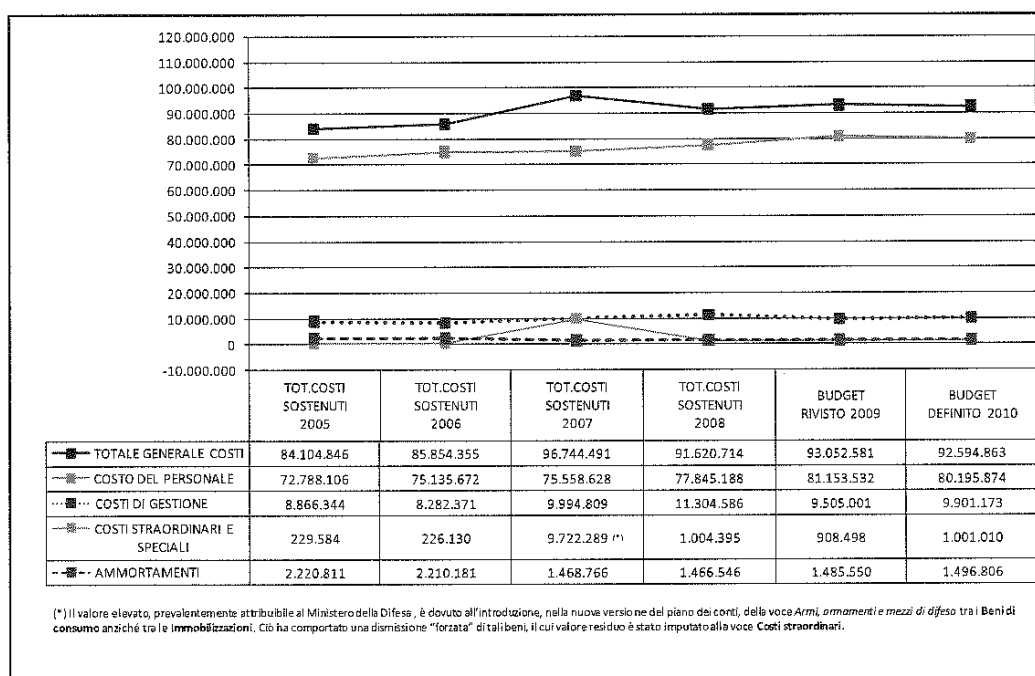 120.000.000
110.000.000
100.000.000
90.000.000
80.000.000
70.000.000
60.000.000
50.000.000
40.000.000
30.000.000
20.000.000
10.000.000
0
-10.000.000
TOT.COSTI SOSTENUTI 2005
TOT.COSTI SOSTENUTI 2006
TOT.COSTI SOSTENUTI 2007
TOT.COSTI SOSTENUTI 2008
BUDGET RIVISTO 2009
BUDGET DEFINITO 2010
TOTALE GENERALE COSTI 84.104.846 85.854.355 96.744.491 91.620.714 93.052.581 92.594.863
COSTO DEL PERSONALE 72.788.106 75.135.672 75.558.628 77.845.188 81.153.532 80.195.874
COSTI DI GESTIONE 8.866.344 8.282.371 9.994.809 11.304.586 9.505.001 9.901.173
COSTI STRAORDINARI E SPECIALI 229.584 226.130 9.722.289 (*) 1.004.395 908.498 1.001.010
AMMORTAMENTI 2.220.811 2.210.181 1.468.766 1.466.546 1.485.550 1.496.806
(*) Il valore elevato, prevalentemente attribuibile al Ministero della Difesa , è dovuto all'introduzione, nella nuova versione del piano dei conti, della voce Armi, armamenti e mezzi di difesa tra i Beni di
consumo anziché tra le Immobilizzazioni. Ciò ha comportato una dismissione "forzata" di tali beni, il cui valore residuo è stato imputato alla voce Costi straordinari.